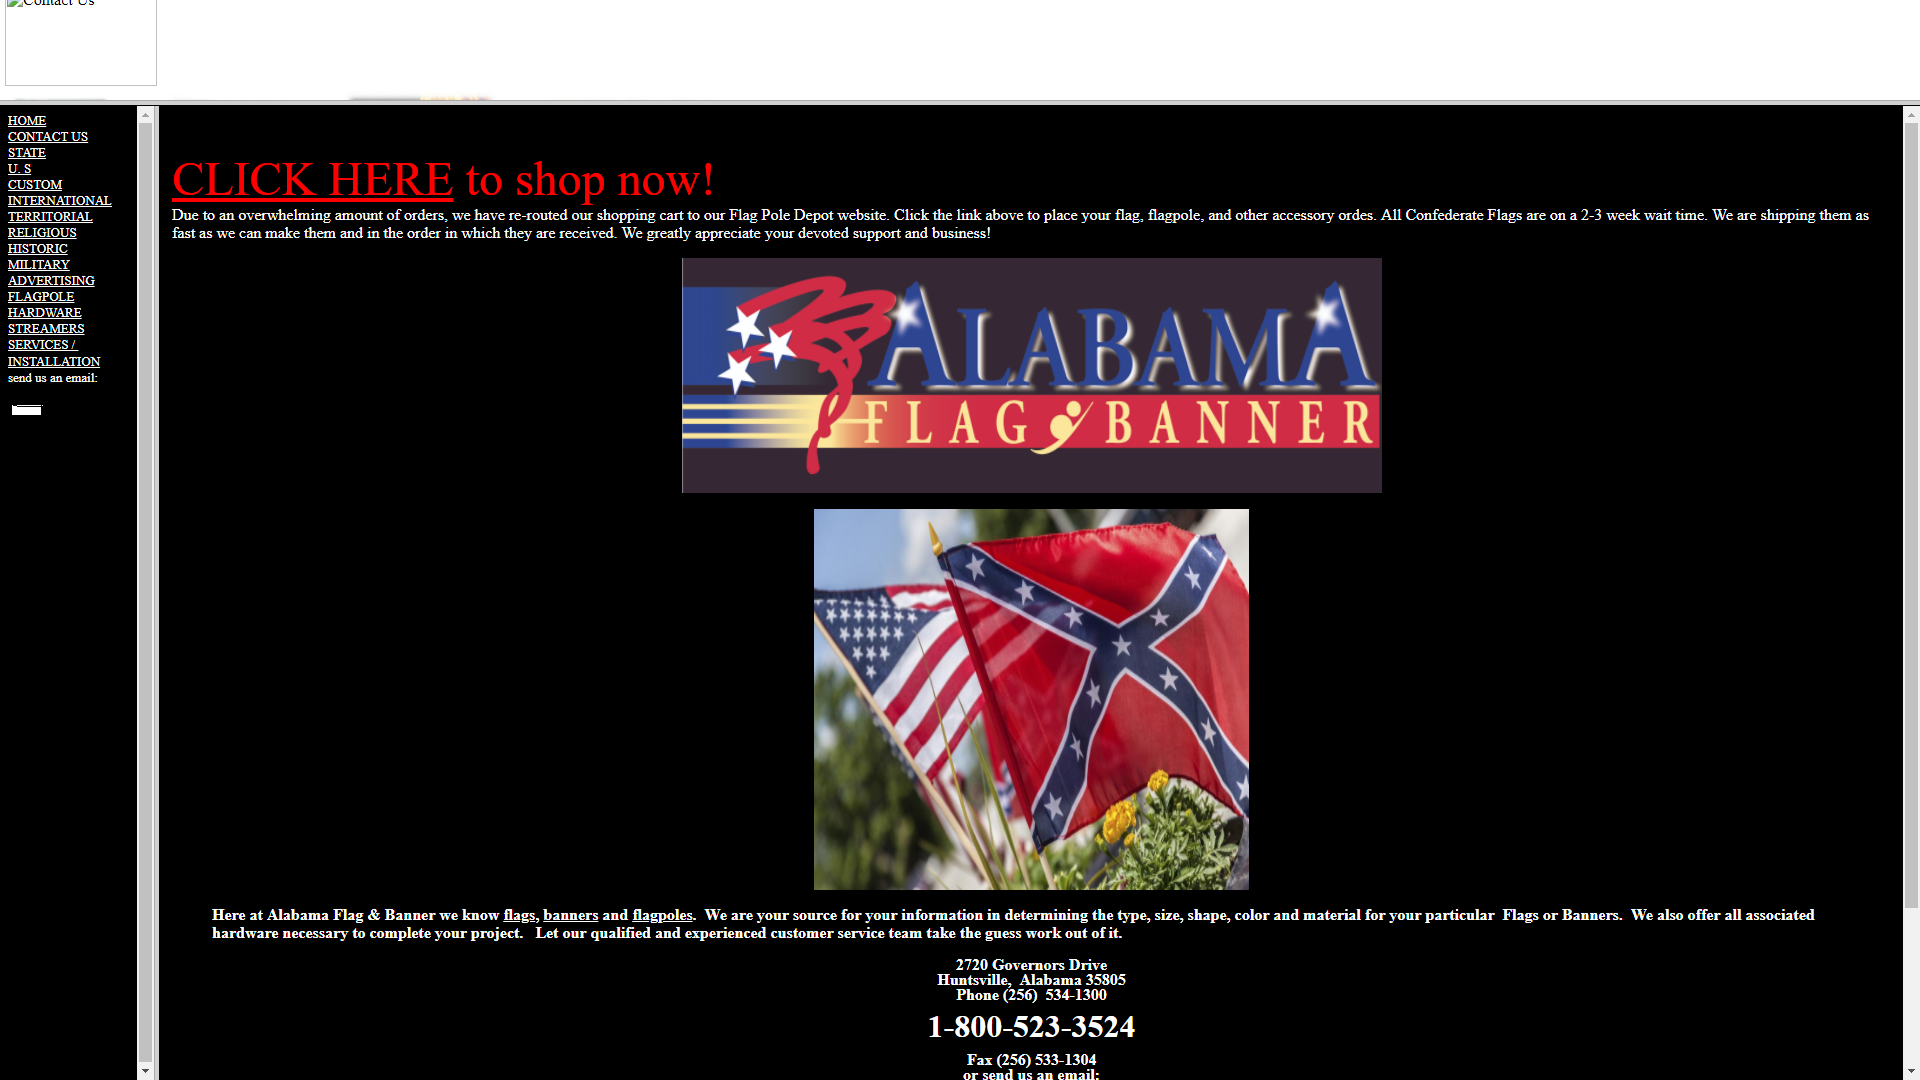 Contact Us
HOME
CONTACT US
STATE
U. S
CUSTOM
INTERNATIONAL
TERRITORIAL
RELIGIOUS
HISTORIC
MILITARY
ADVERTISING
FLAGPOLE
HARDWARE
STREAMERS
SERVICES /
INSTALLATION
send us an email:
CLICK HERE to shop now!
Due to an overwhelming amount of orders, we have re-routed our shopping cart to our Flag Pole Depot website. Click the link above to place your flag, flagpole, and other accessory ordes. All Confederate Flags are on a 2-3 week wait time. We are shipping them as
fast as we can make them and in the order in which they are received. We greatly appreciate your devoted support and business!
ALABAMA
FLAG BANNER
Here at Alabama Flag & Banner we know flags, banners and flagpoles.  We are your source for your information in determining the type, size, shape, color and material for your particular  Flags or Banners.  We also offer all associated
hardware necessary to complete your project.   Let our qualified and experienced customer service team take the guess work out of it.
2720 Governors Drive
Huntsville,  Alabama 35805
Phone (256)  534-1300
1-800-523-3524
Fax (256) 533-1304
or send us an email: